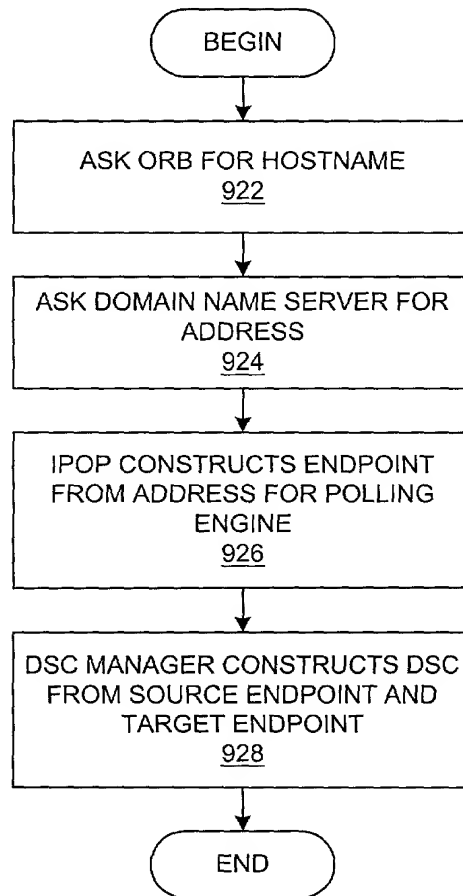 BEGIN
ASK ORB FOR HOSTNAME
922
ASK DOMAIN NAME SERVER FOR
ADDRESS
924
IPOP CONSTRUCTS ENDPOINT
FROM ADDRESS FOR POLLING
ENGINE
926
DSC MANAGER CONSTRUCTS DSC
FROM SOURCE ENDPOINT AND
TARGET ENDPOINT
928
END